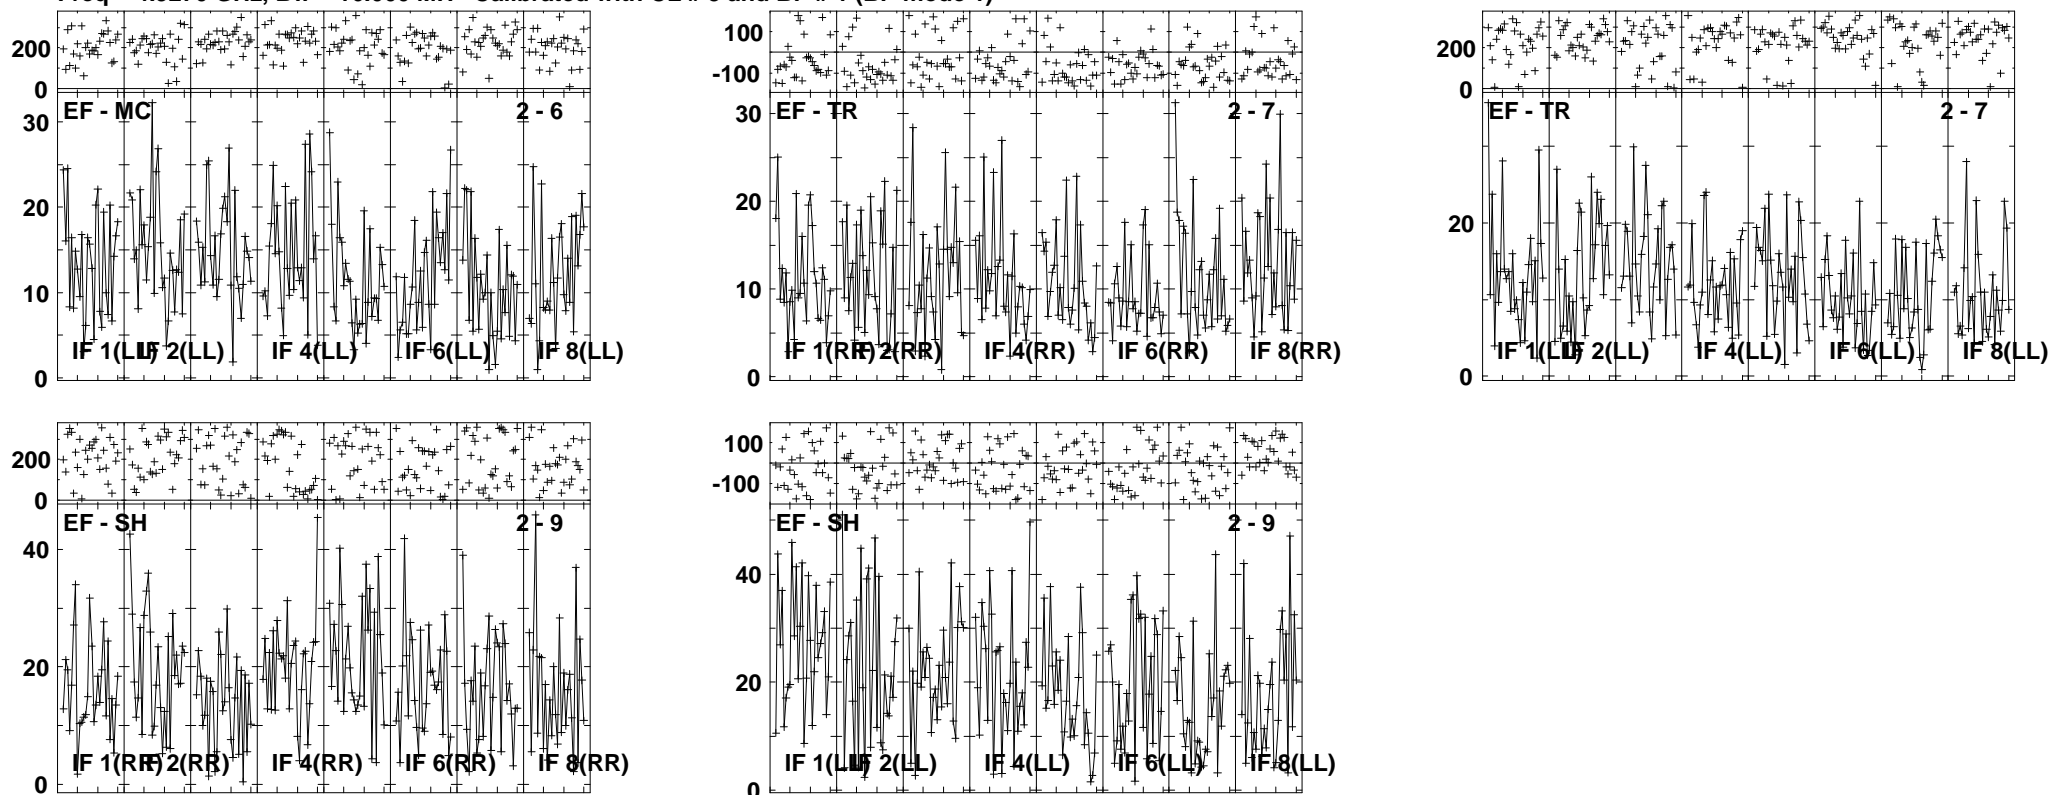 200
0
EF - MC 2 - 6
30
20
10
0
IF 1(LL) IF 2(LL) IF 4(LL) IF 6(LL) IF 8(LL)
100
-100
EF - TR 2 - 7
30
20
10
0
IF 1(RR) IF 2(RR) IF 4(RR) IF 6(RR) IF 8(RR)
200
0
EF - TR 2 - 7
20
0
IF 1(LL) IF 2(LL) IF 4(LL) IF 6(LL) IF 8(LL)
200
0
EF - SH 2 - 9
40
20
0
IF 1(RR) IF 2(RR) IF 4(RR) IF 6(RR) IF 8(RR)
100
-100
EF - SH 2 - 9
40
20
0
IF 1(LL) IF 2(LL) IF 4(LL) IF 6(LL) IF 8(LL)